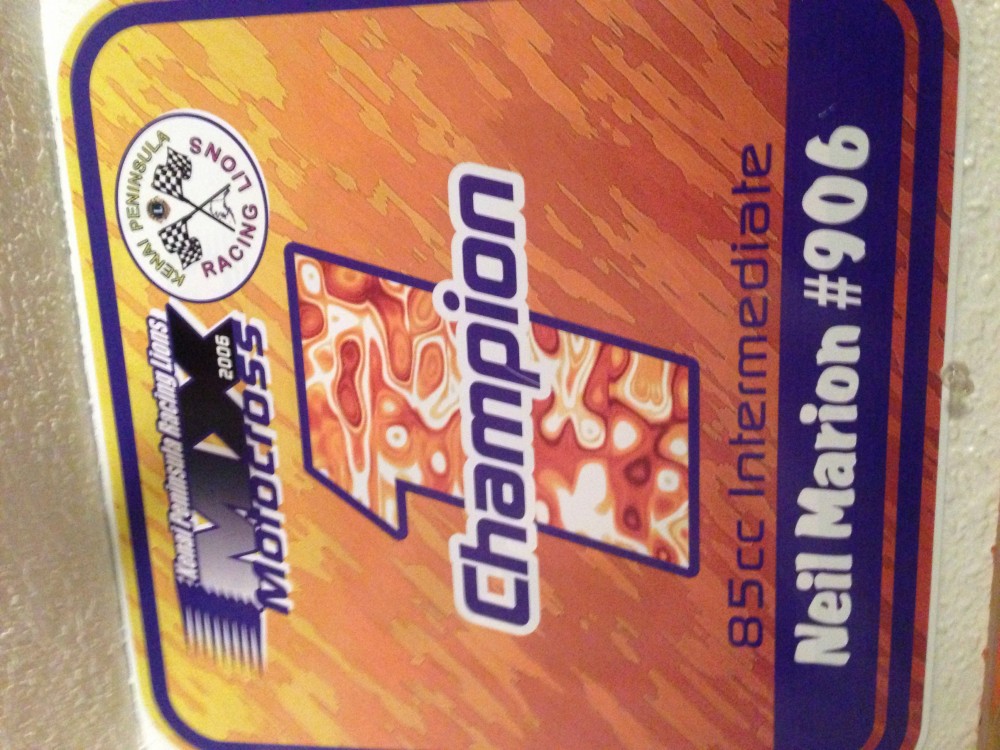 Kenai Peninsula Racing Lions
MX
2006
Motocross
KENAI PENINSULA
RACING LIONS
1
Champion
85cc Intermediate
Neil Marion #906